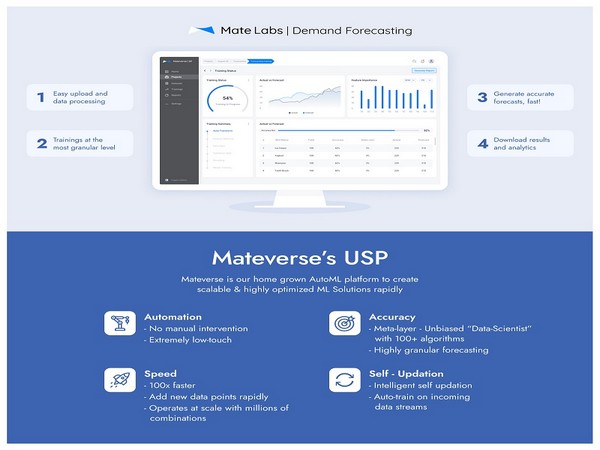 Mate Labs | Demand Forecasting
1 Easy upload and
data processing
2 Trainings at the
most granular level
3 Generate accurate
forecasts, fast!
4 Download results
and analytics
Training Status
54%
Actual vs Forecast
Feature Importance
Training Summary
Mateverse's USP
Mateverse is our home grown AutoML platform to create
scalable & highly optimized ML Solutions rapidly
Automation
- No manual intervention
- Extremely low-touch
Accuracy
- Meta-layer - Unbiased "Data-Scientist"
with 100+ algorithms
- Highly granular forecasting
Speed
- 100x faster
- Add new data points rapidly
- Operates at scale with millions of
combinations
Self - Updation
- Intelligent self updation
- Auto-train on incoming
data streams